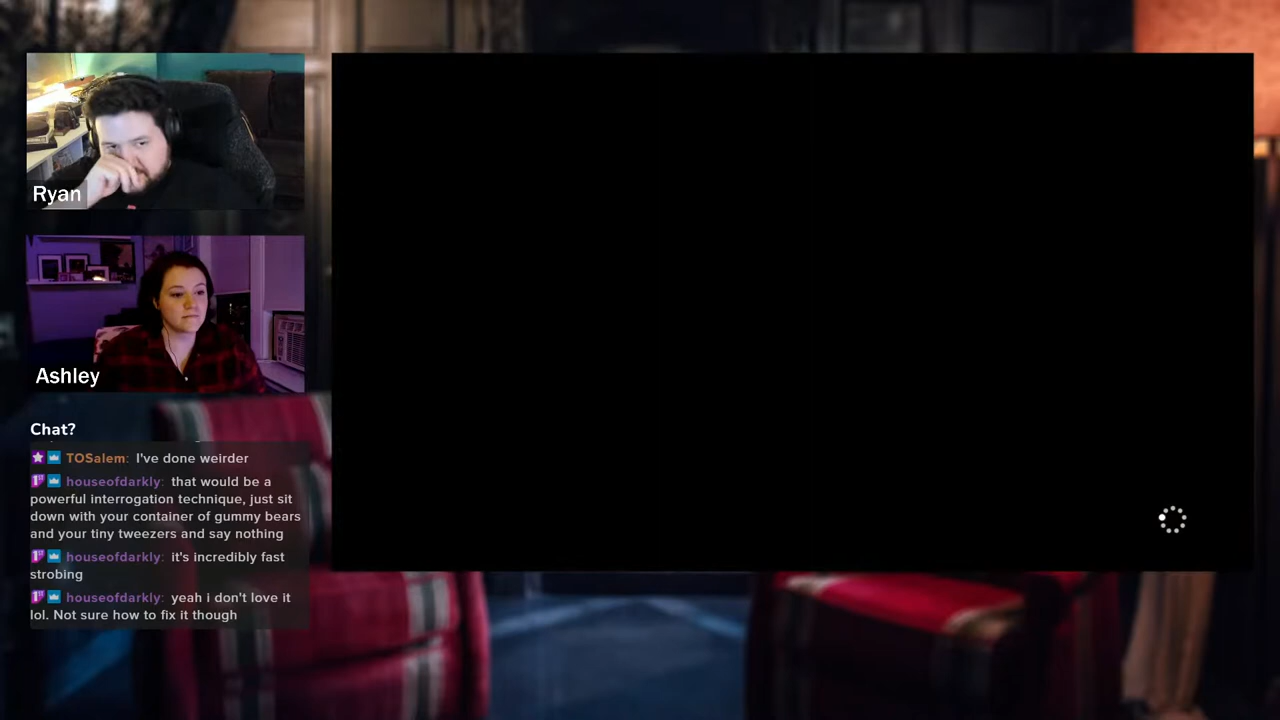 Ryan
Ashley
Chat?
TOSalem: I've done weirder
houseofdarkly: that would be a
powerful interrogation technique, just sit
down with your container of gummy bears
and your tiny tweezers and say nothing
houseofdarkly: it's incredibly fast
strobing
houseofdarkly: yeah i don't love it
lol. Not sure how to fix it though